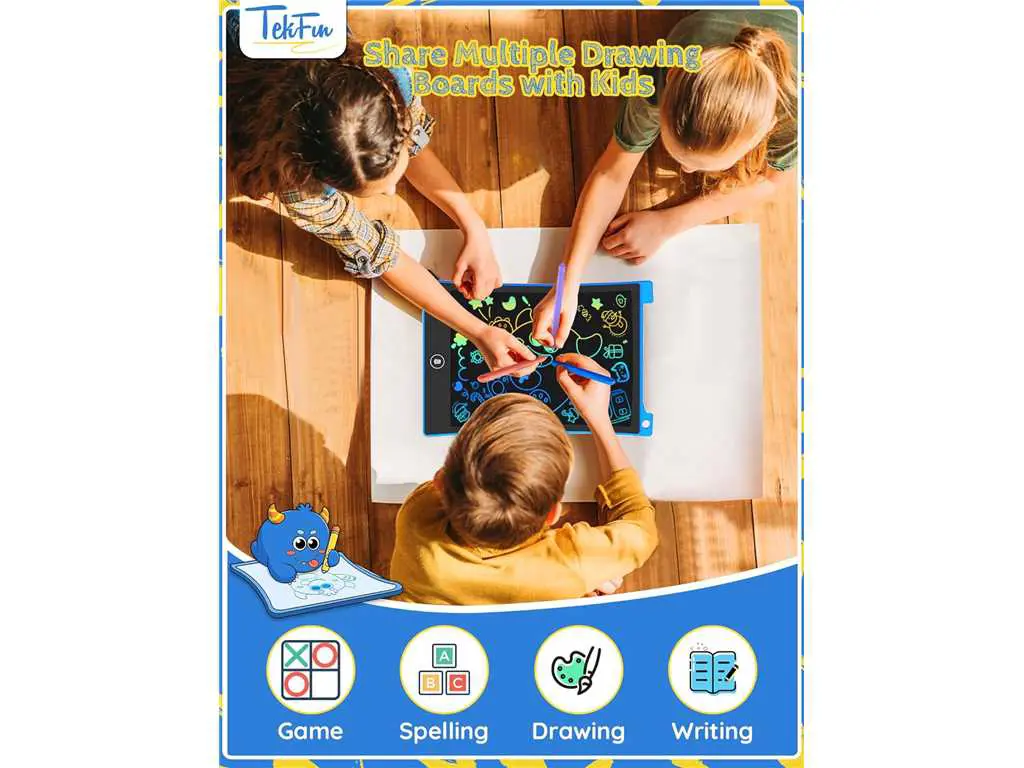 TekFun
Share Multiple Drawing
Boards with Kids
A
B C
Game
Spelling
Drawing
Writing